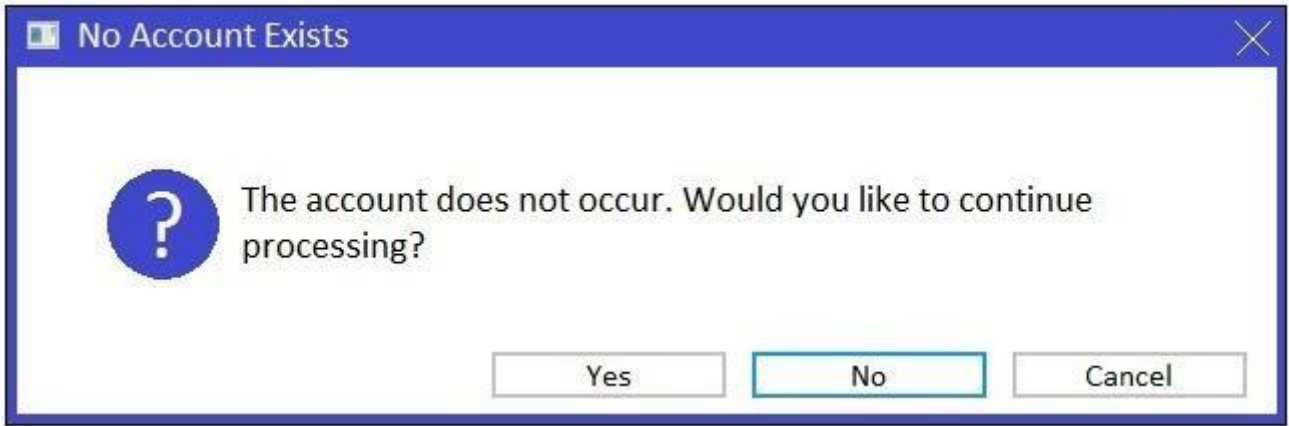 No Account Exists
The account does not occur. Would you like to continue
processing?
Yes No Cancel